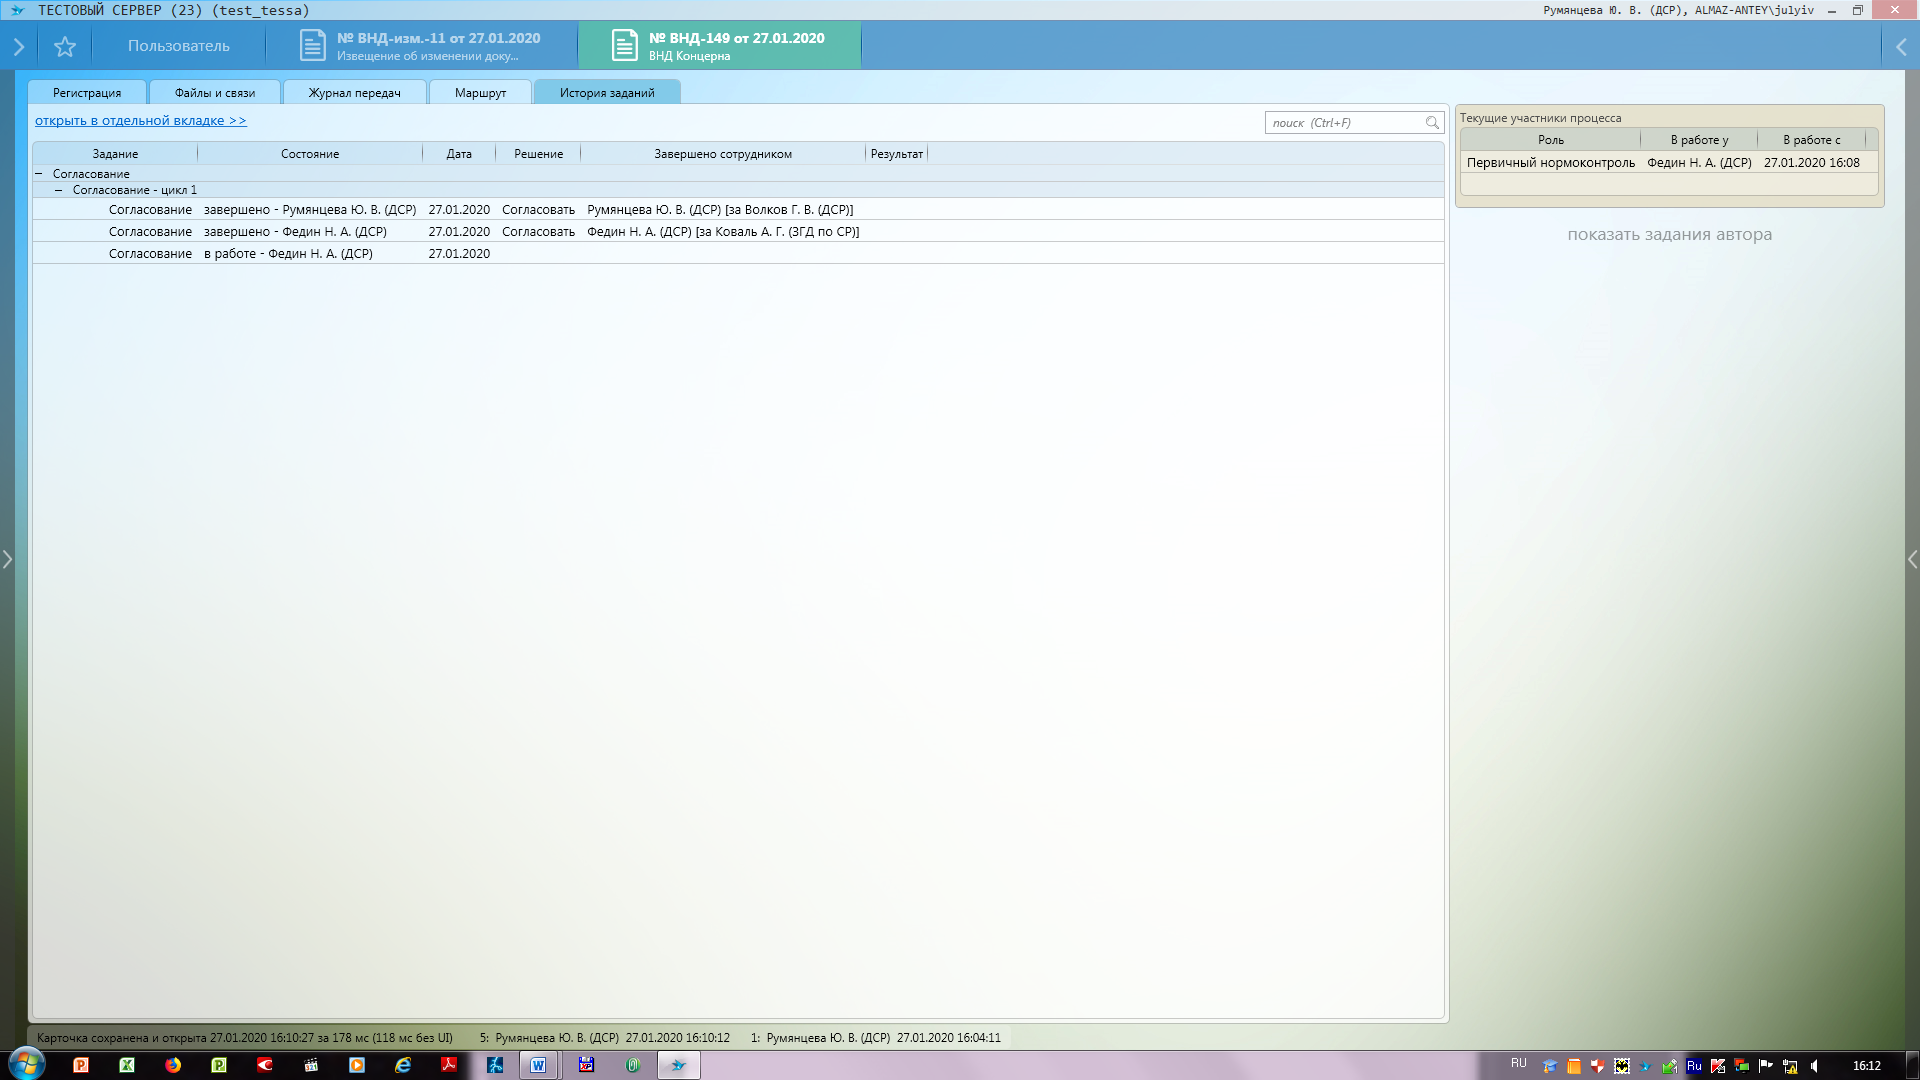 ТЕСТОВЫЙ СЕРВЕР (23) (test_tessa)
Румянцева Ю. В. (ДСР), ALMAZ-ANTEY\julyiv
Пользователь
№ ВНД-изм.-11 от 27.01.2020
Извещение об изменении доку...
№ ВНД-149 от 27.01.2020
ВНД Концерна
Регистрация
Файлы и связи
Журнал передач
Маршрут
История заданий
открыть в отдельной вкладке >>
поиск (Ctrl+F)
Задание Состояние Дата Решение Завершено сотрудником Результат
Согласование
Согласование - цикл 1
Согласование завершено - Румянцева Ю. В. (ДСР) 27.01.2020 Согласовать Румянцева Ю. В. (ДСР) [за Волков Г. В. (ДСР)]
Согласование завершено - Федин Н. А. (ДСР) 27.01.2020 Согласовать Федин Н. А. (ДСР) [за Коваль А. Г. (ЗГД по СР)]
Согласование в работе - Федин Н. А. (ДСР) 27.01.2020
Текущие участники процесса
Роль В работе у В работе с
Первичный нормоконтроль Федин Н. А. (ДСР) 27.01.2020 16:08
показать задания автора
Карточка сохранена и открыта 27.01.2020 16:10:27 за 178 мс (118 мс без UI) 5: Румянцева Ю. В. (ДСР) 27.01.2020 16:10:12 1: Румянцева Ю. В. (ДСР) 27.01.2020 16:04:11
RU
Ru
16:12